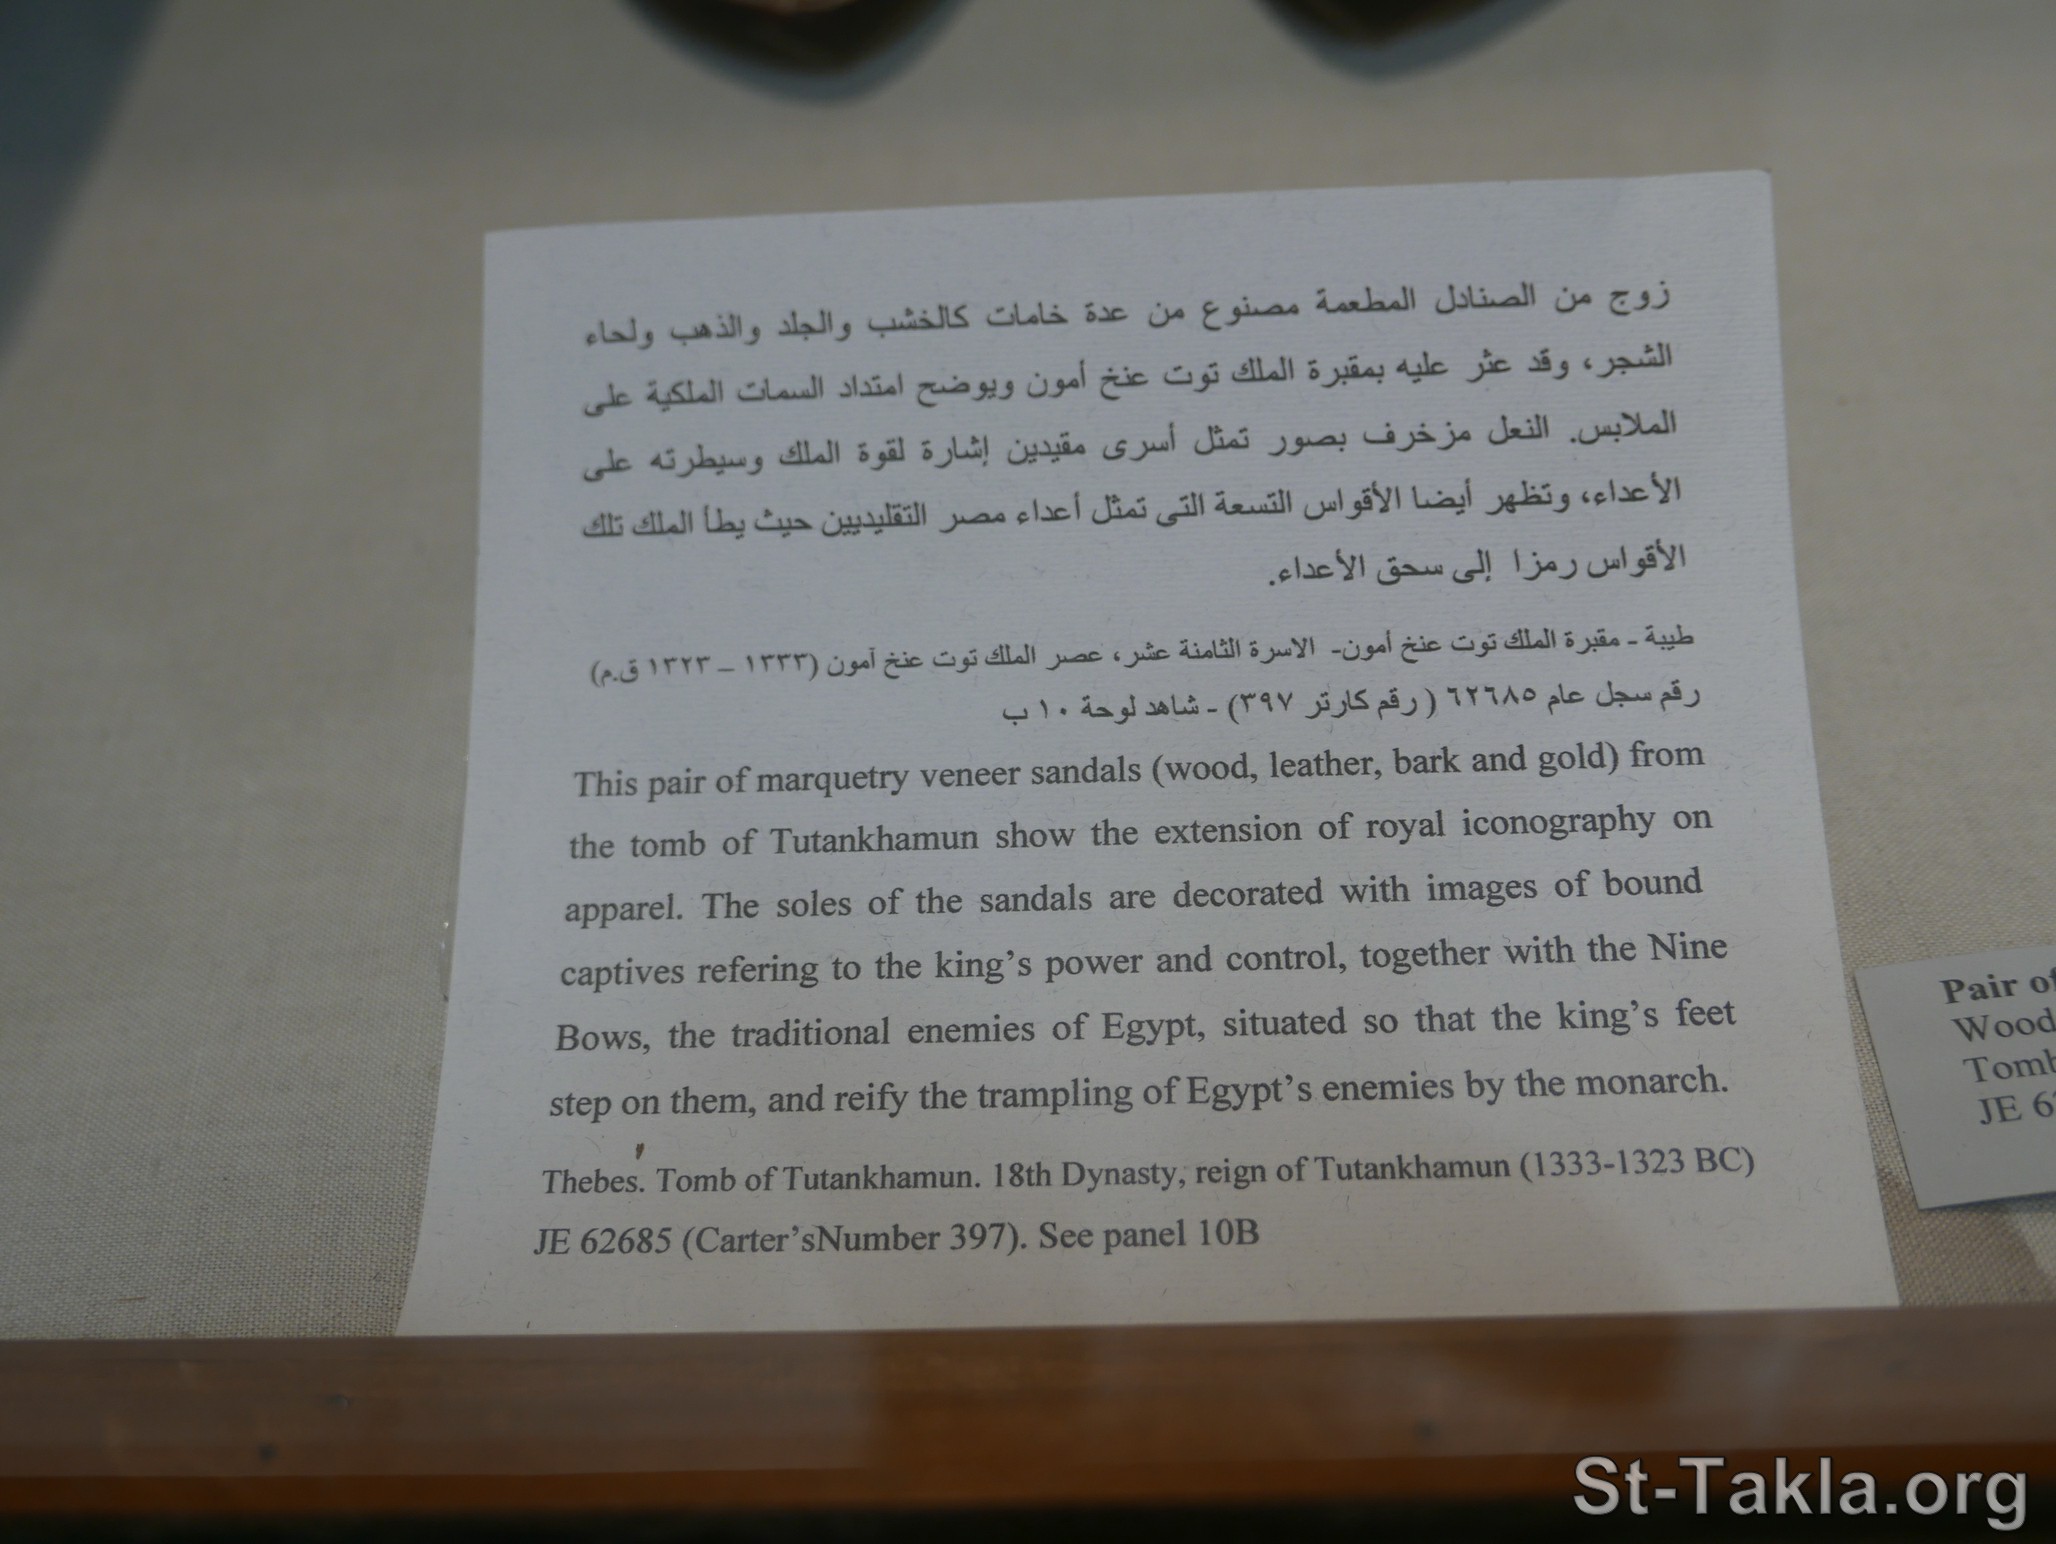 زوج من الصنادل المطعمة مصنوع من عدة خامات كالخشب والجلد والذهب ولحاء
الشجر، وقد عثر عليه بمقبرة الملك توت عنخ أمون ويوضح امتداد السمات الملكية على
الملابس. النعل مزخرف بصور تمثل أسرى مقيدين إشارة لقوة الملك وسيطرته على
الأعداء، وتظهر أيضا الأقواس التسعة التى تمثل أعداء مصر التقليديين حيث يطأ الملك تلك
الأقواس رمزا إلى سحق الأعداء.
طيبة - مقبرة الملك توت عنخ أمون- الاسرة الثامنة عشر، عصر الملك توت عنخ آمون (١٣٣٣ – ١٣٢٣ ق.م)
رقم سجل عام ٦٢٦٨٥ ( رقم كارتر ٣٩٧) - شاهد لوحة ١٠ ب
This pair of marquetry veneer sandals (wood, leather, bark and gold) from
the tomb of Tutankhamun show the extension of royal iconography on
apparel. The soles of the sandals are decorated with images of bound
captives refering to the king’s power and control, together with the Nine
Bows, the traditional enemies of Egypt, situated so that the king’s feet
step on them, and reify the trampling of Egypt’s enemies by the monarch.
Thebes. Tomb of Tutankhamun. 18th Dynasty, reign of Tutankhamun (1333-1323 BC)
JE 62685 (Carter’sNumber 397). See panel 10B
Pair of
Wood
Tomb
JE 6
St-Takla.org